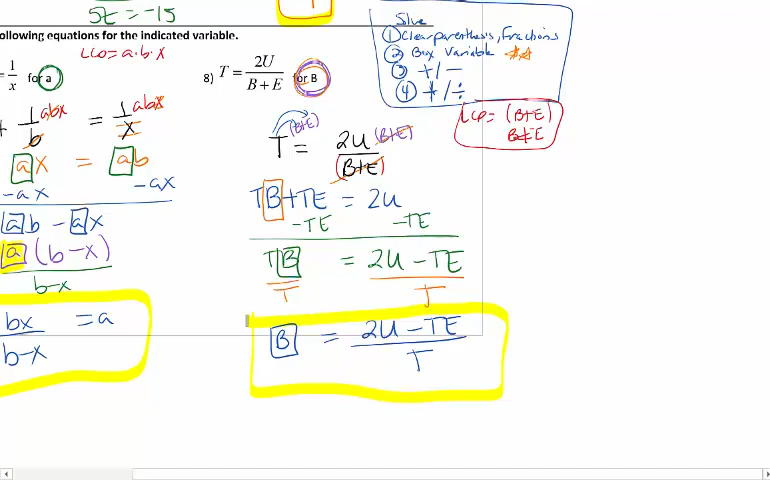 5t = -15
ollowing equations for the indicated variable.
LCD = a·b·x
= 1/x for a
+ 1/b abx = 1/x abx
ax = ab
-ax -ax
ab - ax
a (b-x)
b-x
bx/b-x = a
8) T = 2U/B + E for B
T (B+E) = 2U/(B+E) (B+E)
TB + TE = 2U
-TE -TE
TB = 2U - TE
T T
B = 2U - TE/T
Solve
① Clear parenthesis, Fractions
② Box Variable
③ + / -
④ * / ÷
LCD = (B+E)
B≠E